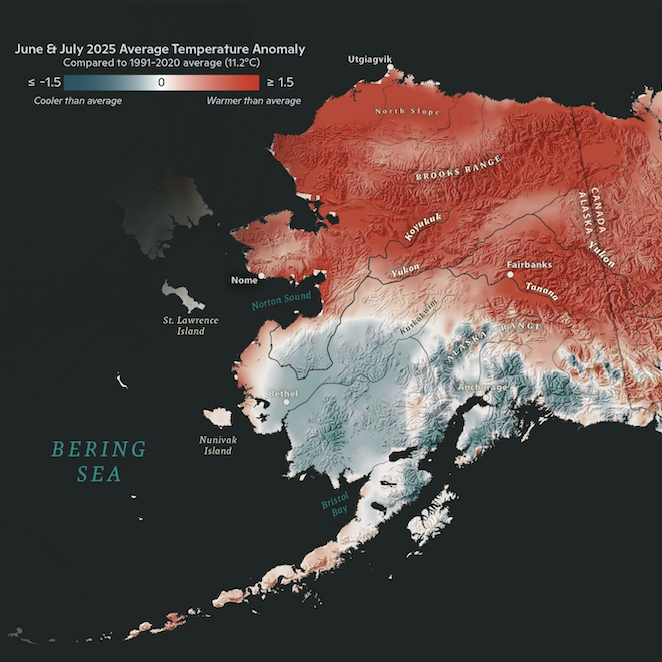 June & July 2025 Average Temperature Anomaly
Compared to 1991–2020 average (11.2°C)
≤ -1.5
0
≥ 1.5
Cooler than average
Warmer than average
Utgiagvik
North Slope
BROOKS RANGE
CANADA
ALASKA
Koyukuk
Yukon
Yukon
Fairbanks
Tanana
Nome
Norton Sound
St. Lawrence
Island
Kuskokwim
ALASKA RANGE
Bethel
Anchorage
Nunivak
Island
BERING
SEA
Bristol
Bay